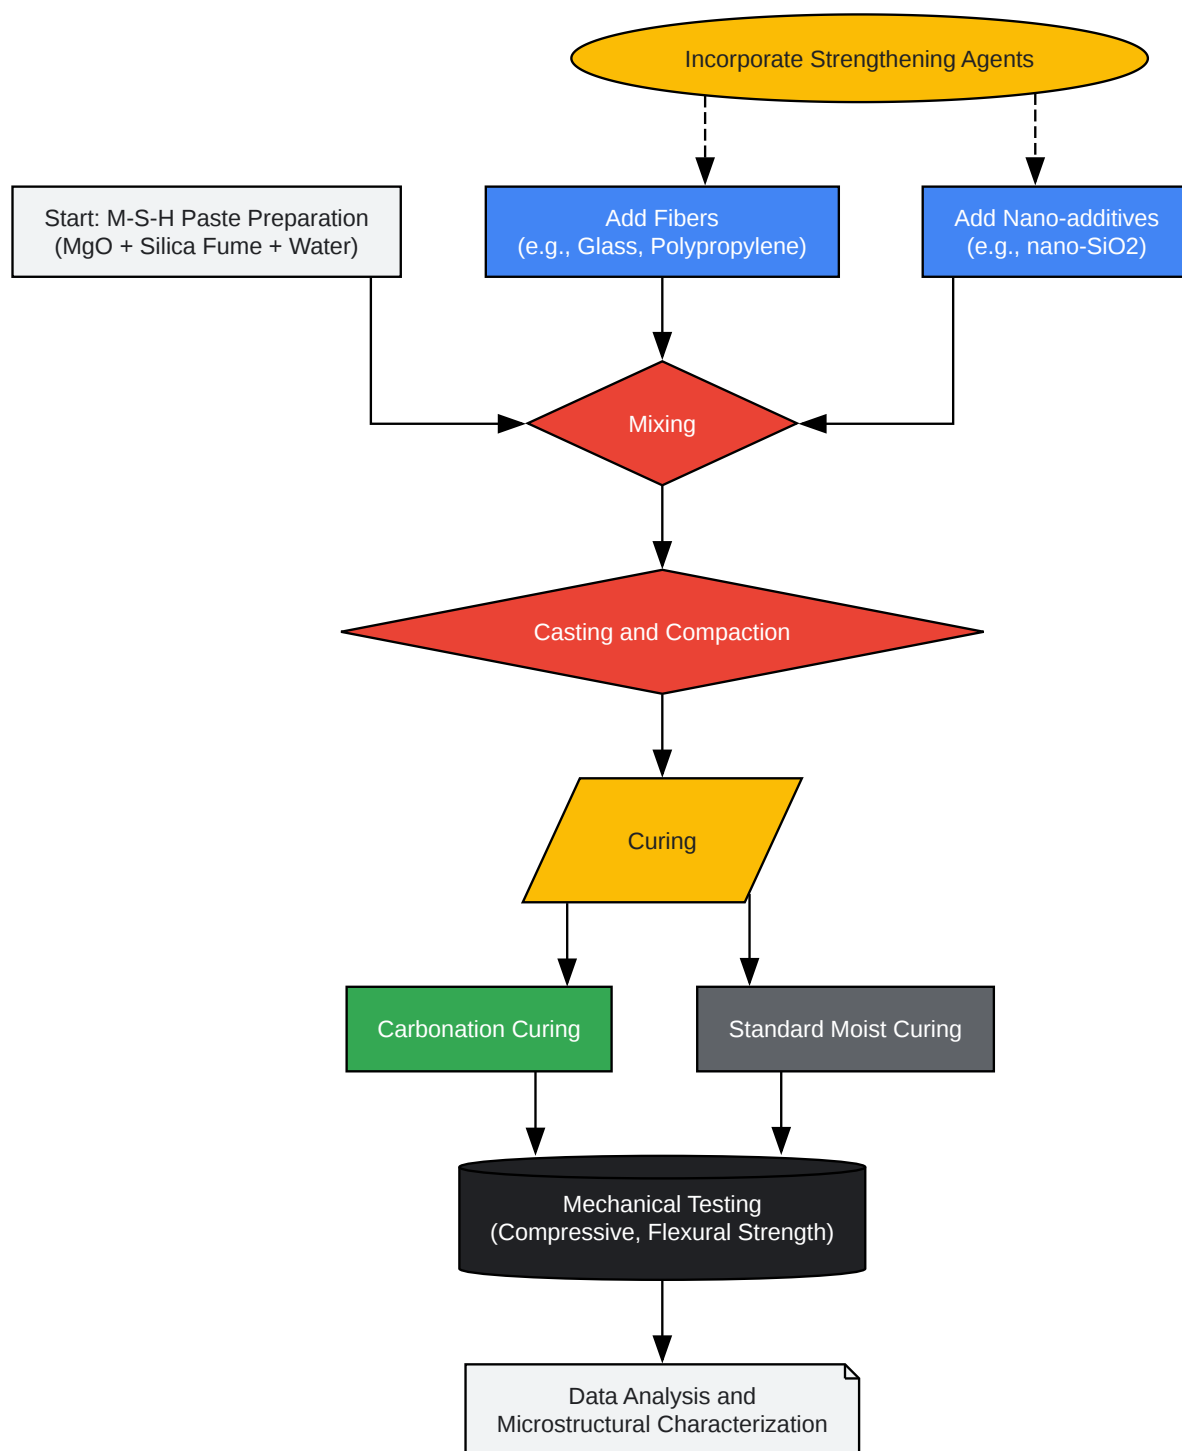 Incorporate Strengthening Agents
Start: M-S-H Paste Preparation
(MgO + Silica Fume + Water)
Add Fibers
(e.g., Glass, Polypropylene)
Add Nano-additives
(e.g., nano-SiO2)
Mixing
Casting and Compaction
Curing
Carbonation Curing
Standard Moist Curing
Mechanical Testing
(Compressive, Flexural Strength)
Data Analysis and
Microstructural Characterization